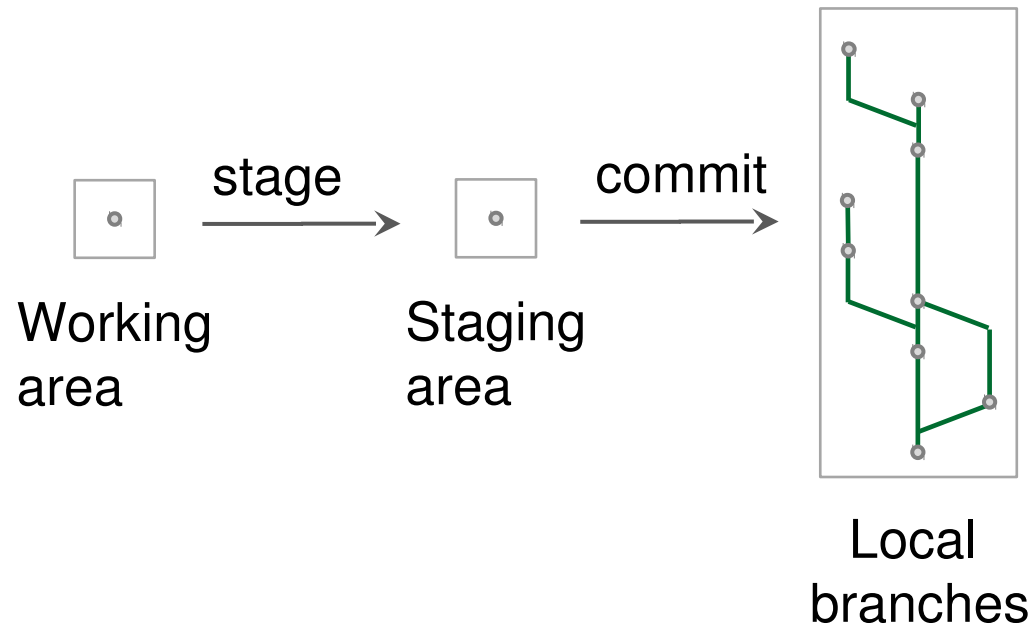 stage
commit
Working
area
Staging
area
Local
branches